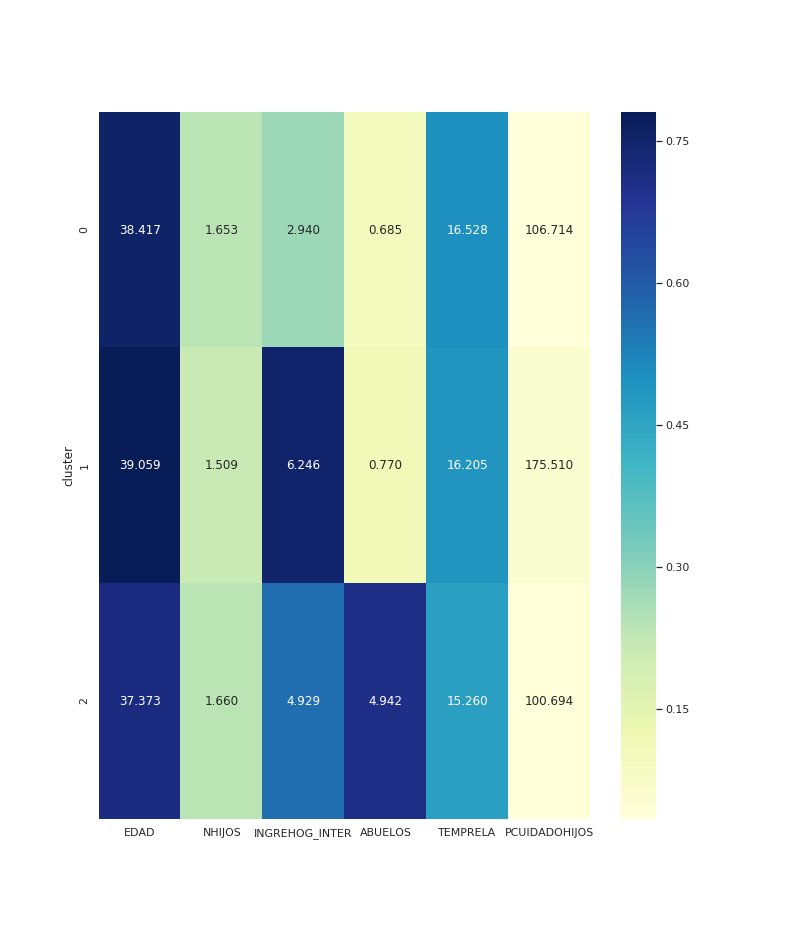 0.75
38.417 1.653 2.940 0.685 16.528 106.714
0
0.60
0.45
cluster
39.059 1.509 6.246 0.770 16.205 175.510
1
0.30
37.373 1.660 4.929 4.942 15.260 100.694
2
0.15
EDAD NHIJOS INGREHOG_INTER ABUELOS TEMPRELA PCUIDADOHIJOS